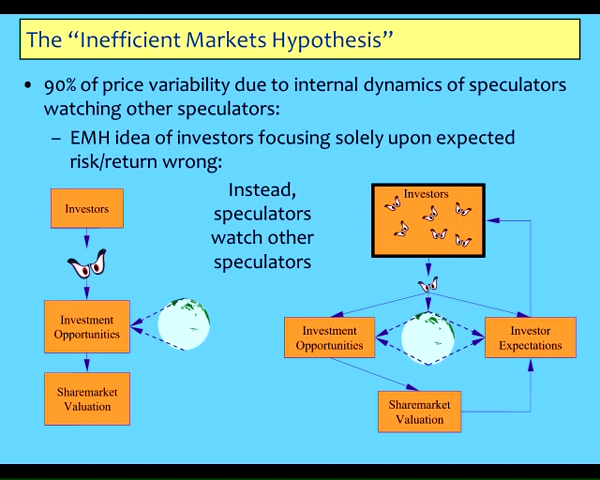 The “Inefficient Markets Hypothesis”
• 90% of price variability due to internal dynamics of speculators
watching other speculators:
– EMH idea of investors focusing solely upon expected
risk/return wrong:
Instead,
speculators
watch other
speculators
Investors
Investment
Opportunities
Sharemarket
Valuation
Investors
Investment
Opportunities
Investor
Expectations
Sharemarket
Valuation